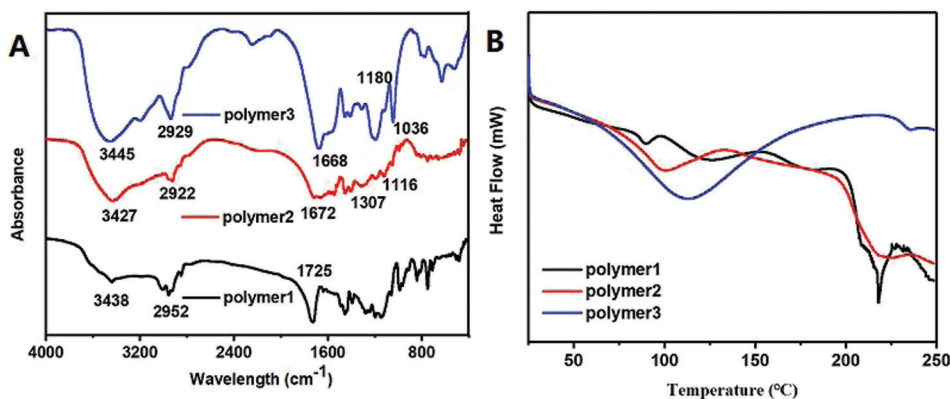 A
Absorbance
1180
polymer3
3445
2929
1668
1036
3427
2922
polymer2
1672
1307
1116
1725
3438
2952
polymer1
4000
3200
2400
1600
800
Wavelength (cm-1)
B
Heat Flow (mW)
polymer1
polymer2
polymer3
50
100
150
200
250
Temperature (°C)